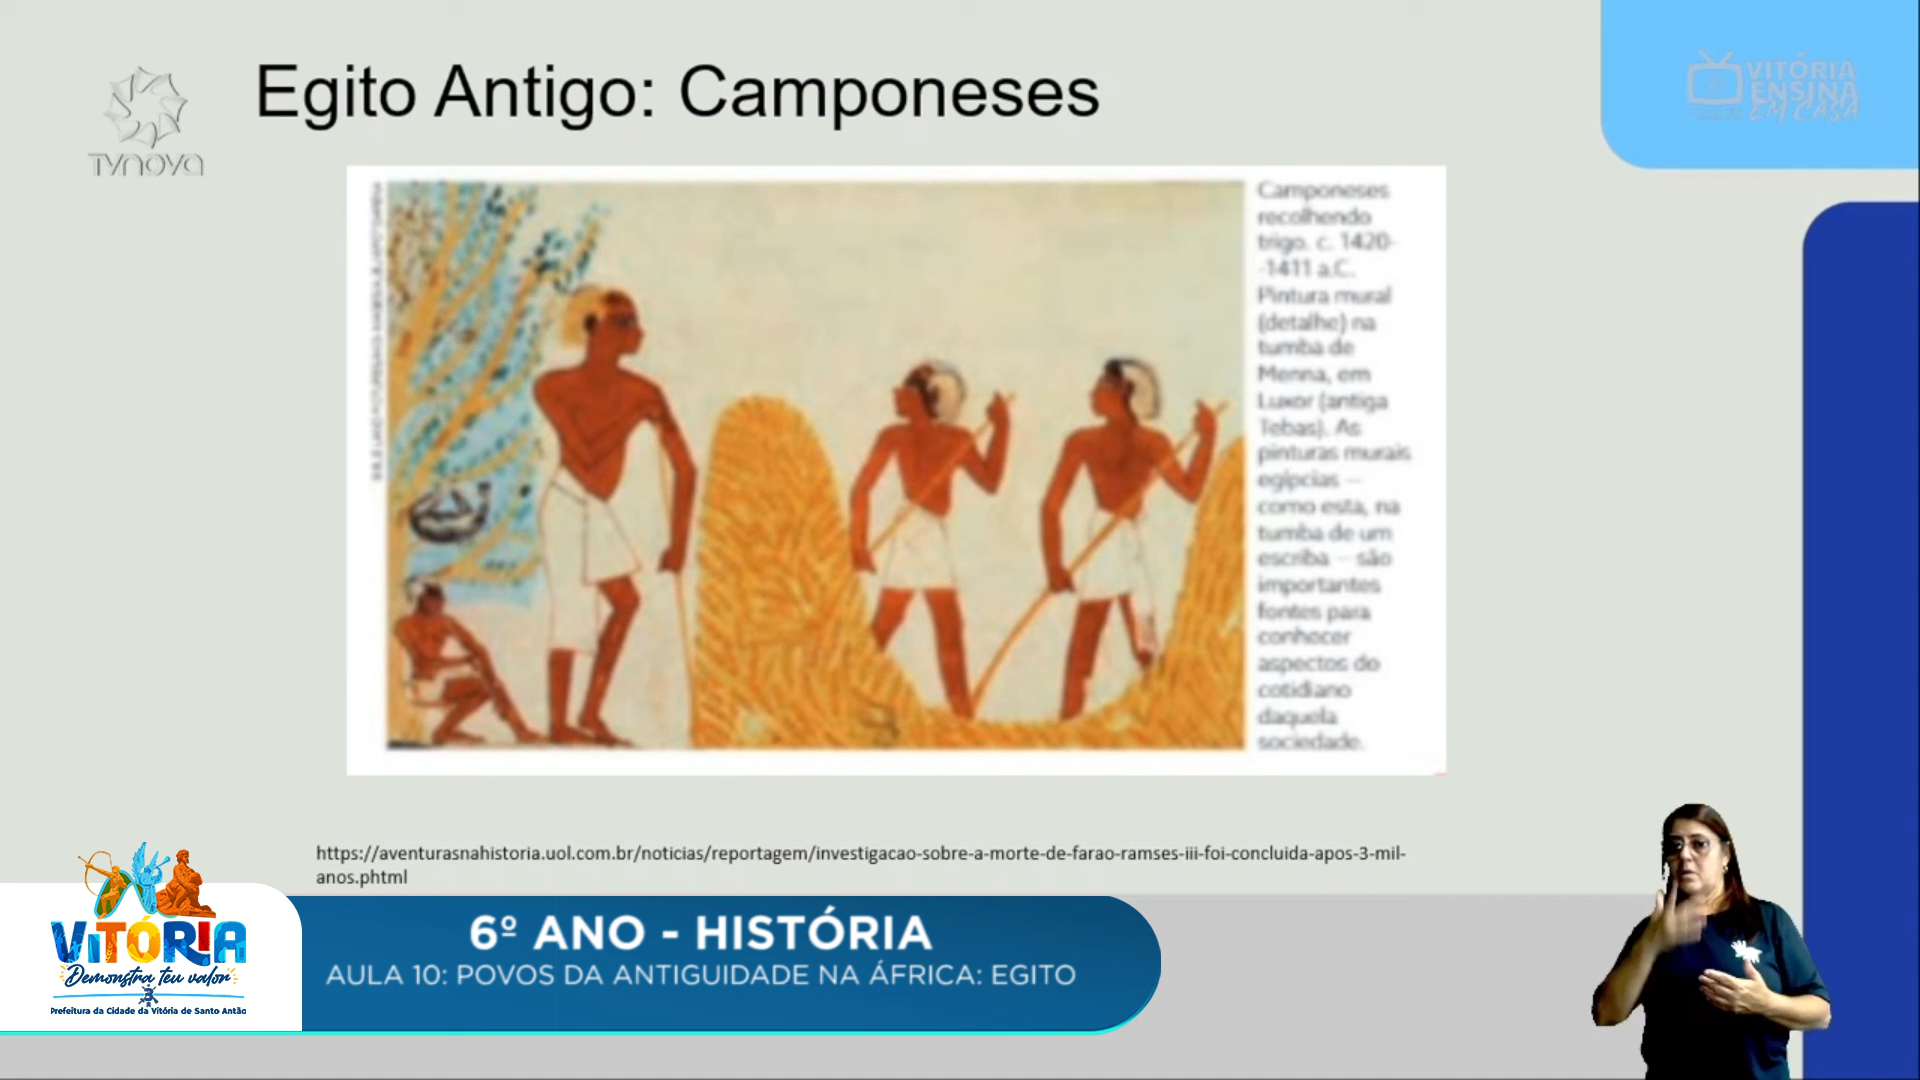 TVNOVA
Egito Antigo: Camponeses
VITÓRIA
ENSINA
EM CASA
Camponeses
recolhendo
trigo. c. 1420-
-1411 a.C.
Pintura mural
(detalhe) na
tumba de
Menna, em
Luxor (antiga
Tebas). As
pinturas murais
egípcias —
como esta, na
tumba de um
escriba — são
importantes
fontes para
conhecer
aspectos do
cotidiano
daquela
sociedade.
https://aventurasnahistoria.uol.com.br/noticias/reportagem/investigacao-sobre-a-morte-de-farao-ramses-iii-foi-concluida-apos-3-mil-
anos.phtml
VITÓRIA
Demonstra teu valor
Prefeitura da Cidade da Vitória de Santo Antão
6º ANO - HISTÓRIA
AULA 10: POVOS DA ANTIGUIDADE NA ÁFRICA: EGITO